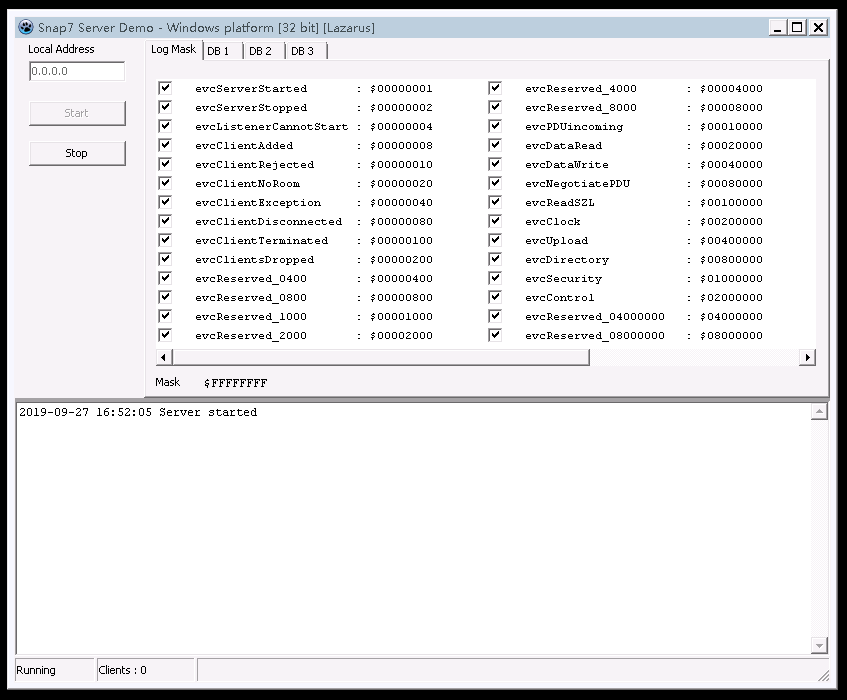 Snap7 Server Demo - Windows platform [32 bit] [Lazarus]
Local Address
0.0.0.0
Start
Stop
Log Mask DB 1 DB 2 DB 3
evcServerStarted : $00000001 evcReserved_4000 : $00004000
evcServerStopped : $00000002 evcReserved_8000 : $00008000
evcListenerCannotStart : $00000004 evcPDUincoming : $00010000
evcClientAdded : $00000008 evcDataRead : $00020000
evcClientRejected : $00000010 evcDataWrite : $00040000
evcClientNoRoom : $00000020 evcNegotiatePDU : $00080000
evcClientException : $00000040 evcReadSZL : $00100000
evcClientDisconnected : $00000080 evcClock : $00200000
evcClientTerminated : $00000100 evcUpload : $00400000
evcClientsDropped : $00000200 evcDirectory : $00800000
evcReserved_0400 : $00000400 evcSecurity : $01000000
evcReserved_0800 : $00000800 evcControl : $02000000
evcReserved_1000 : $00001000 evcReserved_04000000 : $04000000
evcReserved_2000 : $00002000 evcReserved_08000000 : $08000000
Mask $FFFFFFFF
2019-09-27 16:52:05 Server started
Running Clients : 0